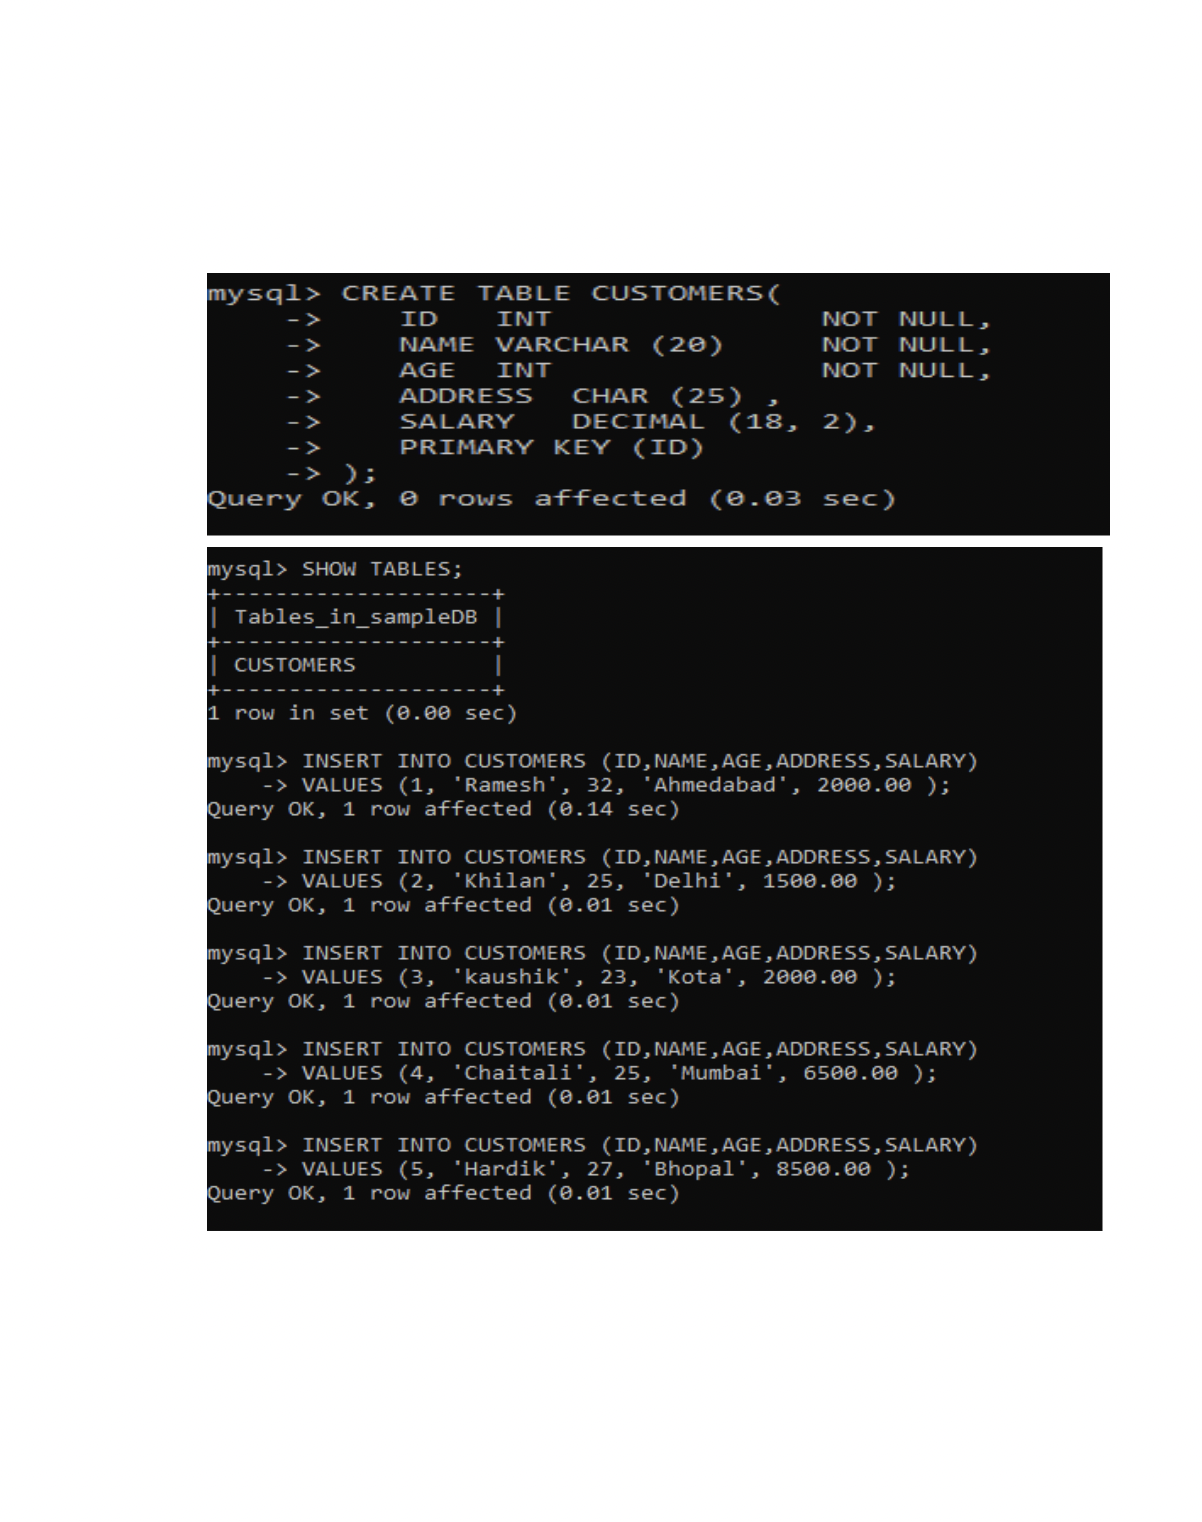 mysql> CREATE TABLE CUSTOMERS(
    ->    ID   INT              NOT NULL,
    ->    NAME VARCHAR (20)     NOT NULL,
    ->    AGE  INT              NOT NULL,
    ->    ADDRESS  CHAR (25) ,
    ->    SALARY   DECIMAL (18, 2),
    ->    PRIMARY KEY (ID)
    -> );
Query OK, 0 rows affected (0.03 sec)
mysql> SHOW TABLES;
+--------------------+
| Tables_in_sampleDB |
+--------------------+
| CUSTOMERS          |
+--------------------+
1 row in set (0.00 sec)
mysql> INSERT INTO CUSTOMERS (ID,NAME,AGE,ADDRESS,SALARY)
    -> VALUES (1, 'Ramesh', 32, 'Ahmedabad', 2000.00 );
Query OK, 1 row affected (0.14 sec)
mysql> INSERT INTO CUSTOMERS (ID,NAME,AGE,ADDRESS,SALARY)
    -> VALUES (2, 'Khilan', 25, 'Delhi', 1500.00 );
Query OK, 1 row affected (0.01 sec)
mysql> INSERT INTO CUSTOMERS (ID,NAME,AGE,ADDRESS,SALARY)
    -> VALUES (3, 'kaushik', 23, 'Kota', 2000.00 );
Query OK, 1 row affected (0.01 sec)
mysql> INSERT INTO CUSTOMERS (ID,NAME,AGE,ADDRESS,SALARY)
    -> VALUES (4, 'Chaitali', 25, 'Mumbai', 6500.00 );
Query OK, 1 row affected (0.01 sec)
mysql> INSERT INTO CUSTOMERS (ID,NAME,AGE,ADDRESS,SALARY)
    -> VALUES (5, 'Hardik', 27, 'Bhopal', 8500.00 );
Query OK, 1 row affected (0.01 sec)